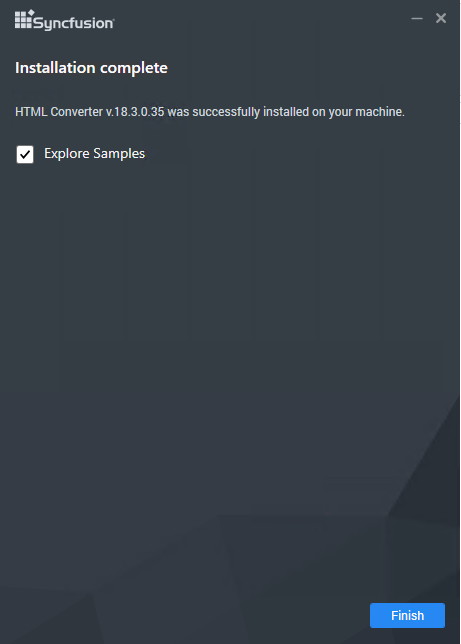 Syncfusion
Installation complete
HTML Converter v.18.3.0.35 was successfully installed on your machine.
Explore Samples
Finish